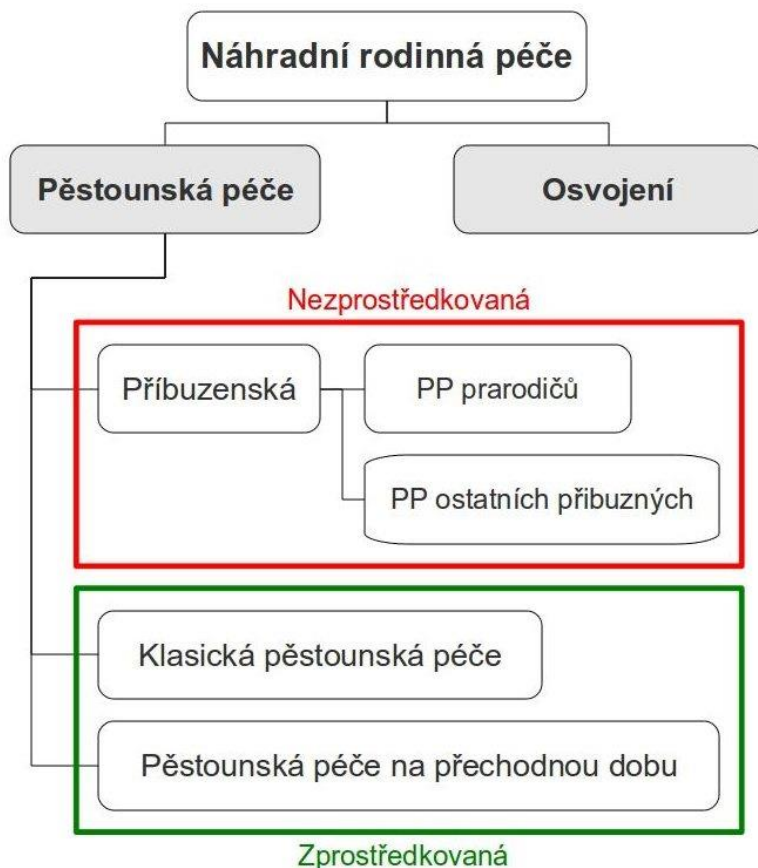 Náhradní rodinná péče
Pěstounská péče
Osvojení
Nezprostředkovaná
Příbuzenská
PP prarodičů
PP ostatních přibuzných
Klasická pěstounská péče
Pěstounská péče na přechodnou dobu
Zprostředkovaná